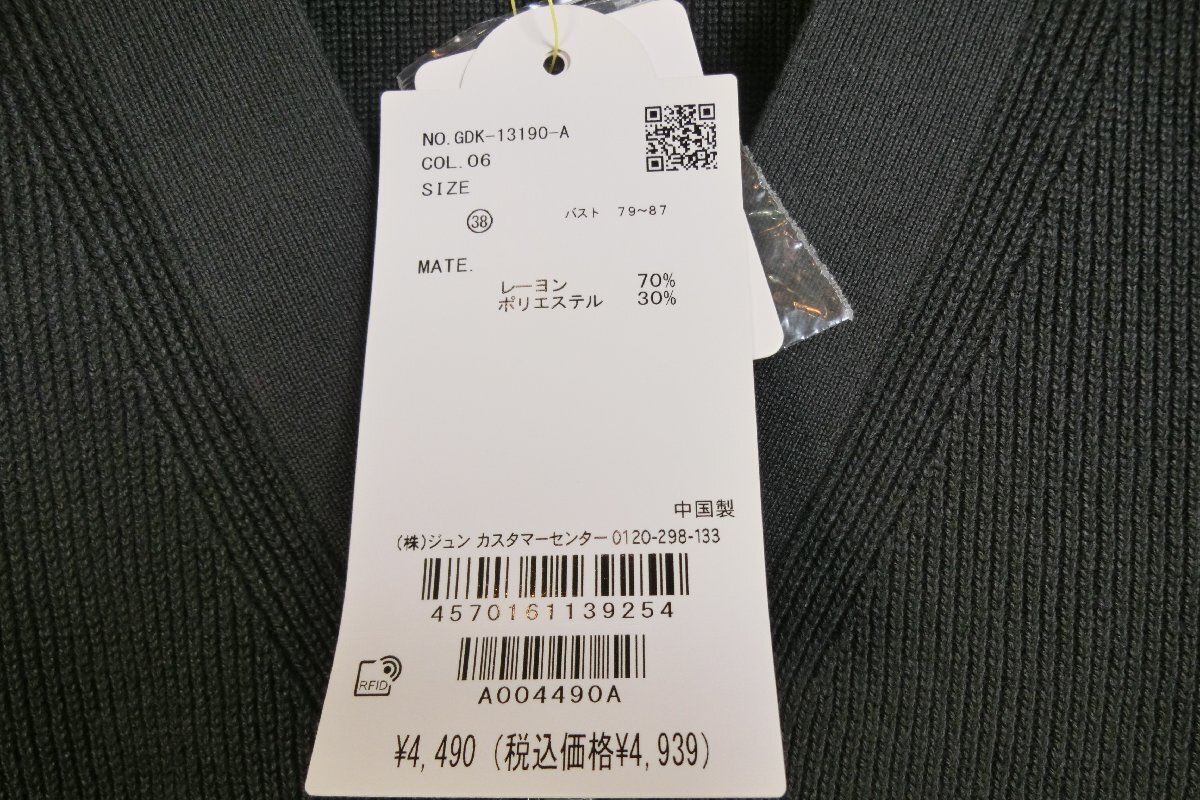 NO.GDK-13190-A
COL.06
SIZE
38 バスト 79~87
MATE.
レーヨン 70%
ポリエステル 30%
中国製
(株)ジュン カスタマーセンター 0120-298-133
4570161139254
RFID
A004490A
¥4,490 (税込価格¥4,939)